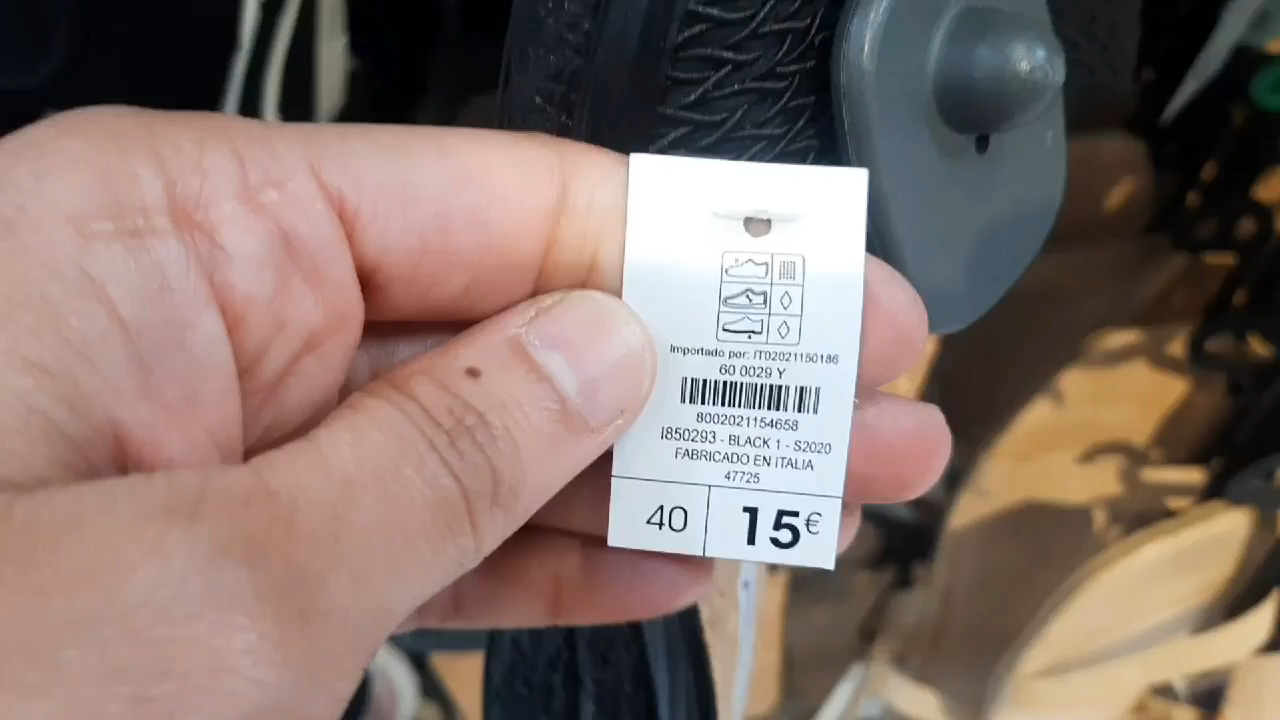 Importado por: IT02021150186
60 0029 Y
8002021154658
I850293 - BLACK 1 - S2020
FABRICADO EN ITALIA
47725
40
15€